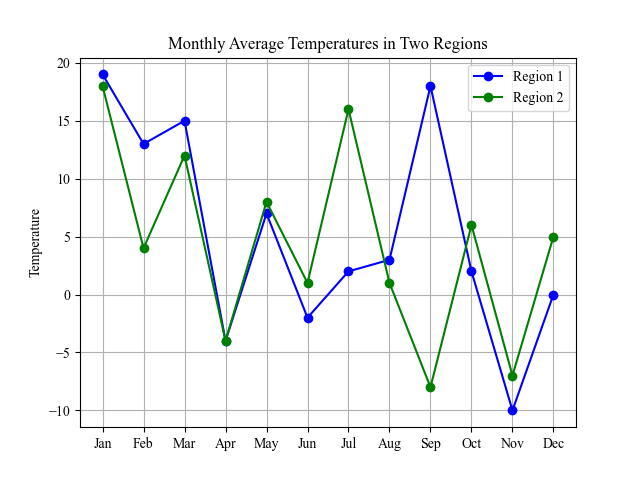 Monthly Average Temperatures in Two Regions
Region 1
Region 2
Temperature
20
15
10
5
0
−5
−10
Jan Feb Mar Apr May Jun Jul Aug Sep Oct Nov Dec